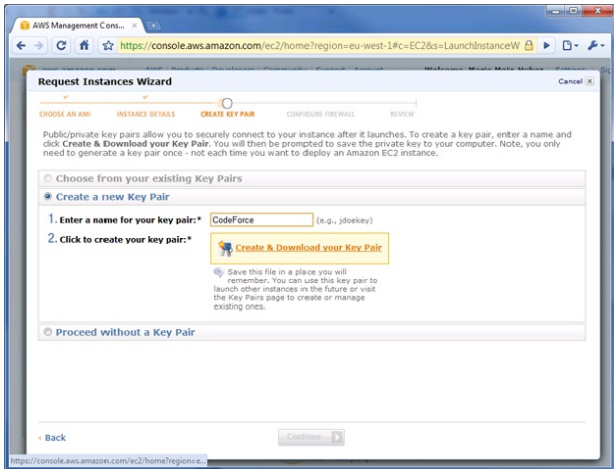 AWS Management Cons...
https://console.aws.amazon.com/ec2/home?region=eu-west-1#c=EC2&s=LaunchInstanceW
Request Instances Wizard
Cancel
CHOOSE AN AMI INSTANCE DETAILS CREATE KEY PAIR CONFIGURE FIREWALL REVIEW
Public/private key pairs allow you to securely connect to your instance after it launches. To create a key pair, enter a name and
click Create & Download your Key Pair. You will then be prompted to save the private key to your computer. Note, you only
need to generate a key pair once - not each time you want to deploy an Amazon EC2 instance.
Choose from your existing Key Pairs
Create a new Key Pair
1. Enter a name for your key pair:* CodeForce (e.g., jdoekey)
2. Click to create your key pair:* Create & Download your Key Pair
Save this file in a place you will
remember. You can use this key pair to
launch other instances in the future or visit
the Key Pairs page to create or manage
existing ones.
Proceed without a Key Pair
Back
Continue
https://console.aws.amazon.com/ec2/home?region=e...